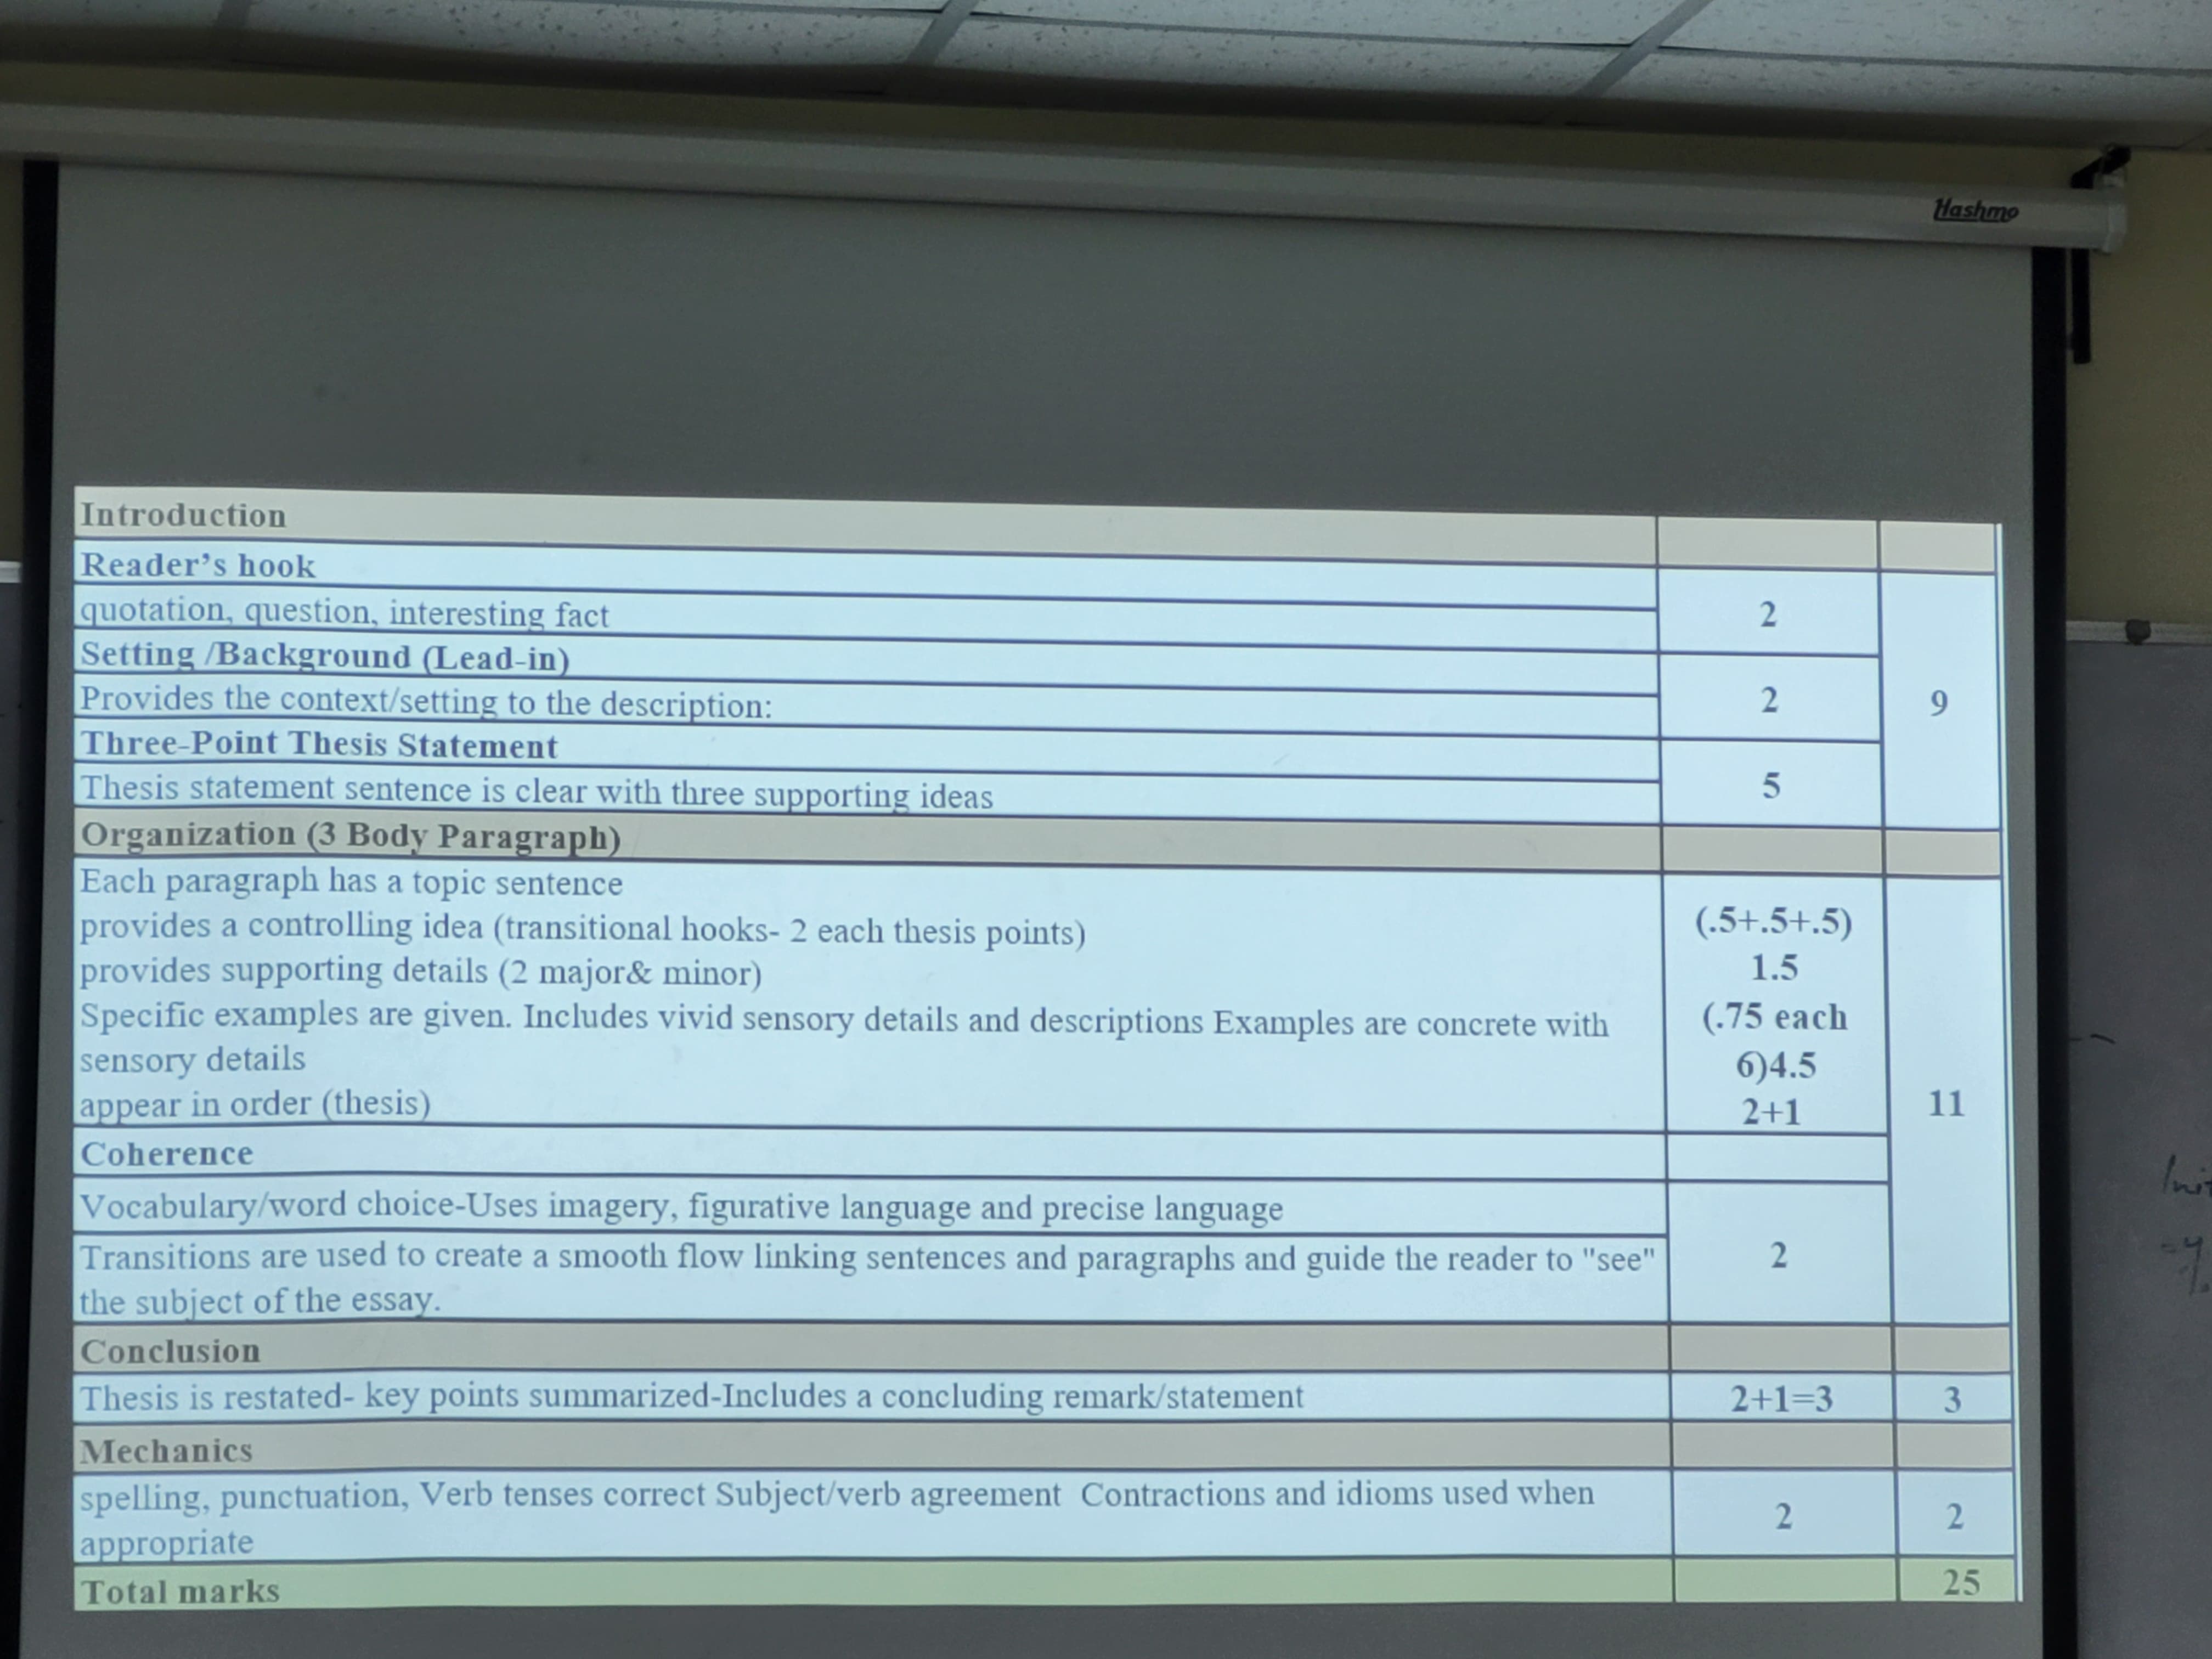 Hashmo
Introduction
Reader's hook
quotation, question, interesting fact
2
Setting /Background (Lead-in)
Provides the context/setting to the description:
2
Three-Point Thesis Statement
Thesis statement sentence is clear with three supporting ideas
5
9
Organization (3 Body Paragraph)
Each paragraph has a topic sentence
provides a controlling idea (transitional hooks- 2 each thesis points)
provides supporting details (2 major& minor)
Specific examples are given. Includes vivid sensory details and descriptions Examples are concrete with
sensory details
appear in order (thesis)
(.5+.5+.5)
1.5
(.75 each
6)4.5
2+1
11
Coherence
Vocabulary/word choice-Uses imagery, figurative language and precise language
Transitions are used to create a smooth flow linking sentences and paragraphs and guide the reader to "see"
the subject of the essay.
2
Conclusion
Thesis is restated- key points summarized-Includes a concluding remark/statement
2+1=3
3
Mechanics
spelling, punctuation, Verb tenses correct Subject/verb agreement  Contractions and idioms used when
appropriate
2
2
Total marks
25